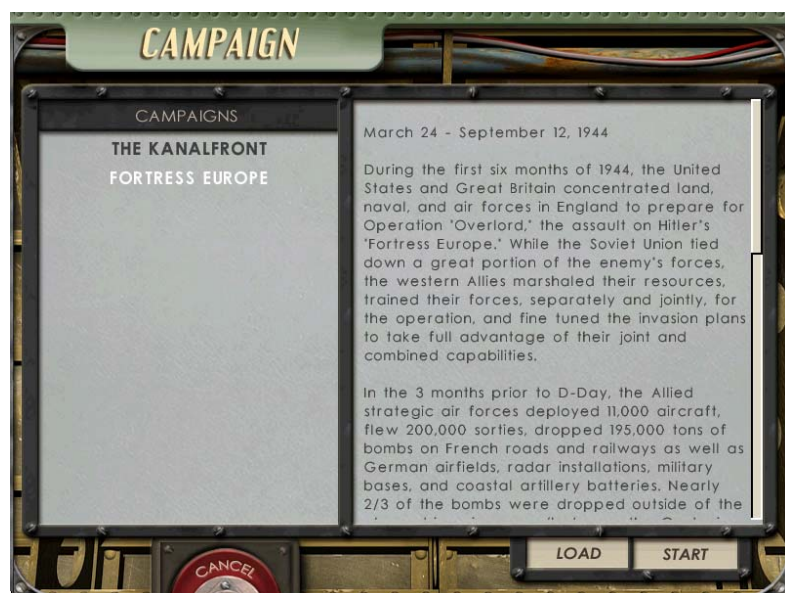 CAMPAIGN
CAMPAIGNS
THE KANALFRONT
FORTRESS EUROPE
March 24 - September 12, 1944
During the first six months of 1944, the United
States and Great Britain concentrated land,
naval, and air forces in England to prepare for
Operation 'Overlord,' the assault on Hitler's
'Fortress Europe.' While the Soviet Union tied
down a great portion of the enemy's forces,
the western Allies marshaled their resources,
trained their forces, separately and jointly, for
the operation, and fine tuned the invasion plans
to take full advantage of their joint and
combined capabilities.
In the 3 months prior to D-Day, the Allied
strategic air forces deployed 11,000 aircraft,
flew 200,000 sorties, dropped 195,000 tons of
bombs on French roads and railways as well as
German airfields, radar installations, military
bases, and coastal artillery batteries. Nearly
2/3 of the bombs were dropped outside of the
CANCEL
LOAD
START